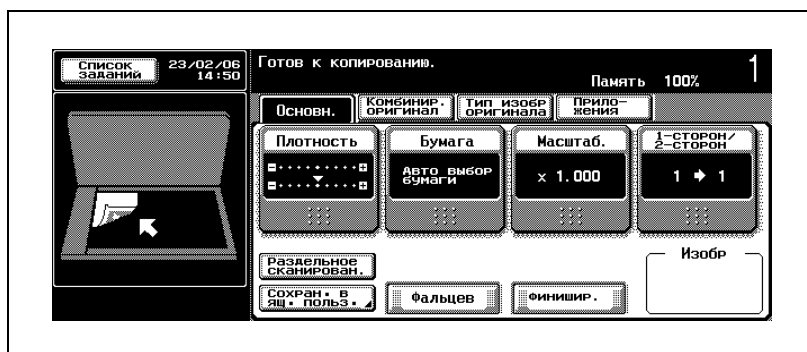 Список
заданий
23/02/06
14:50
Готов к копированию.
Память 100%
1
Основн.
Комбинир.
оригинал
Тип изобр
оригинала
Прило-
жения
Плотность
Бумага
Авто выбор
бумаги
Масштаб.
× 1.000
1-сторон/
2-сторон
1 ➔ 1
Раздельное
сканирован.
Изобр
Сохран. в
ящ. польз.
Фальцев
Финишир.